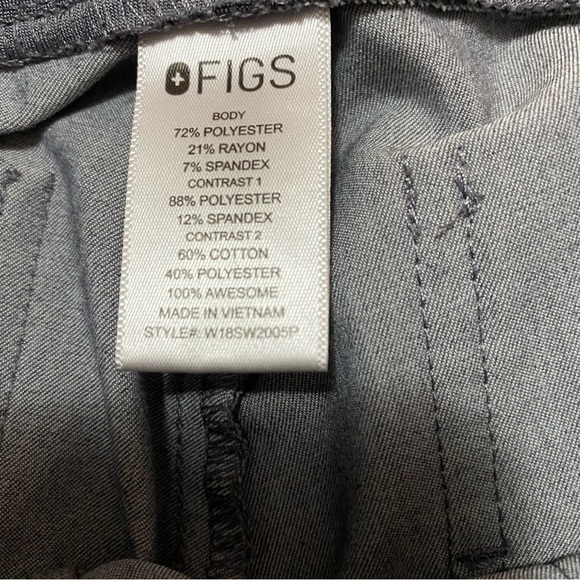 FIGS
BODY
72% POLYESTER
21% RAYON
7% SPANDEX
CONTRAST 1
88% POLYESTER
12% SPANDEX
CONTRAST 2
60% COTTON
40% POLYESTER
100% AWESOME
MADE IN VIETNAM
STYLE#: W18SW2005P